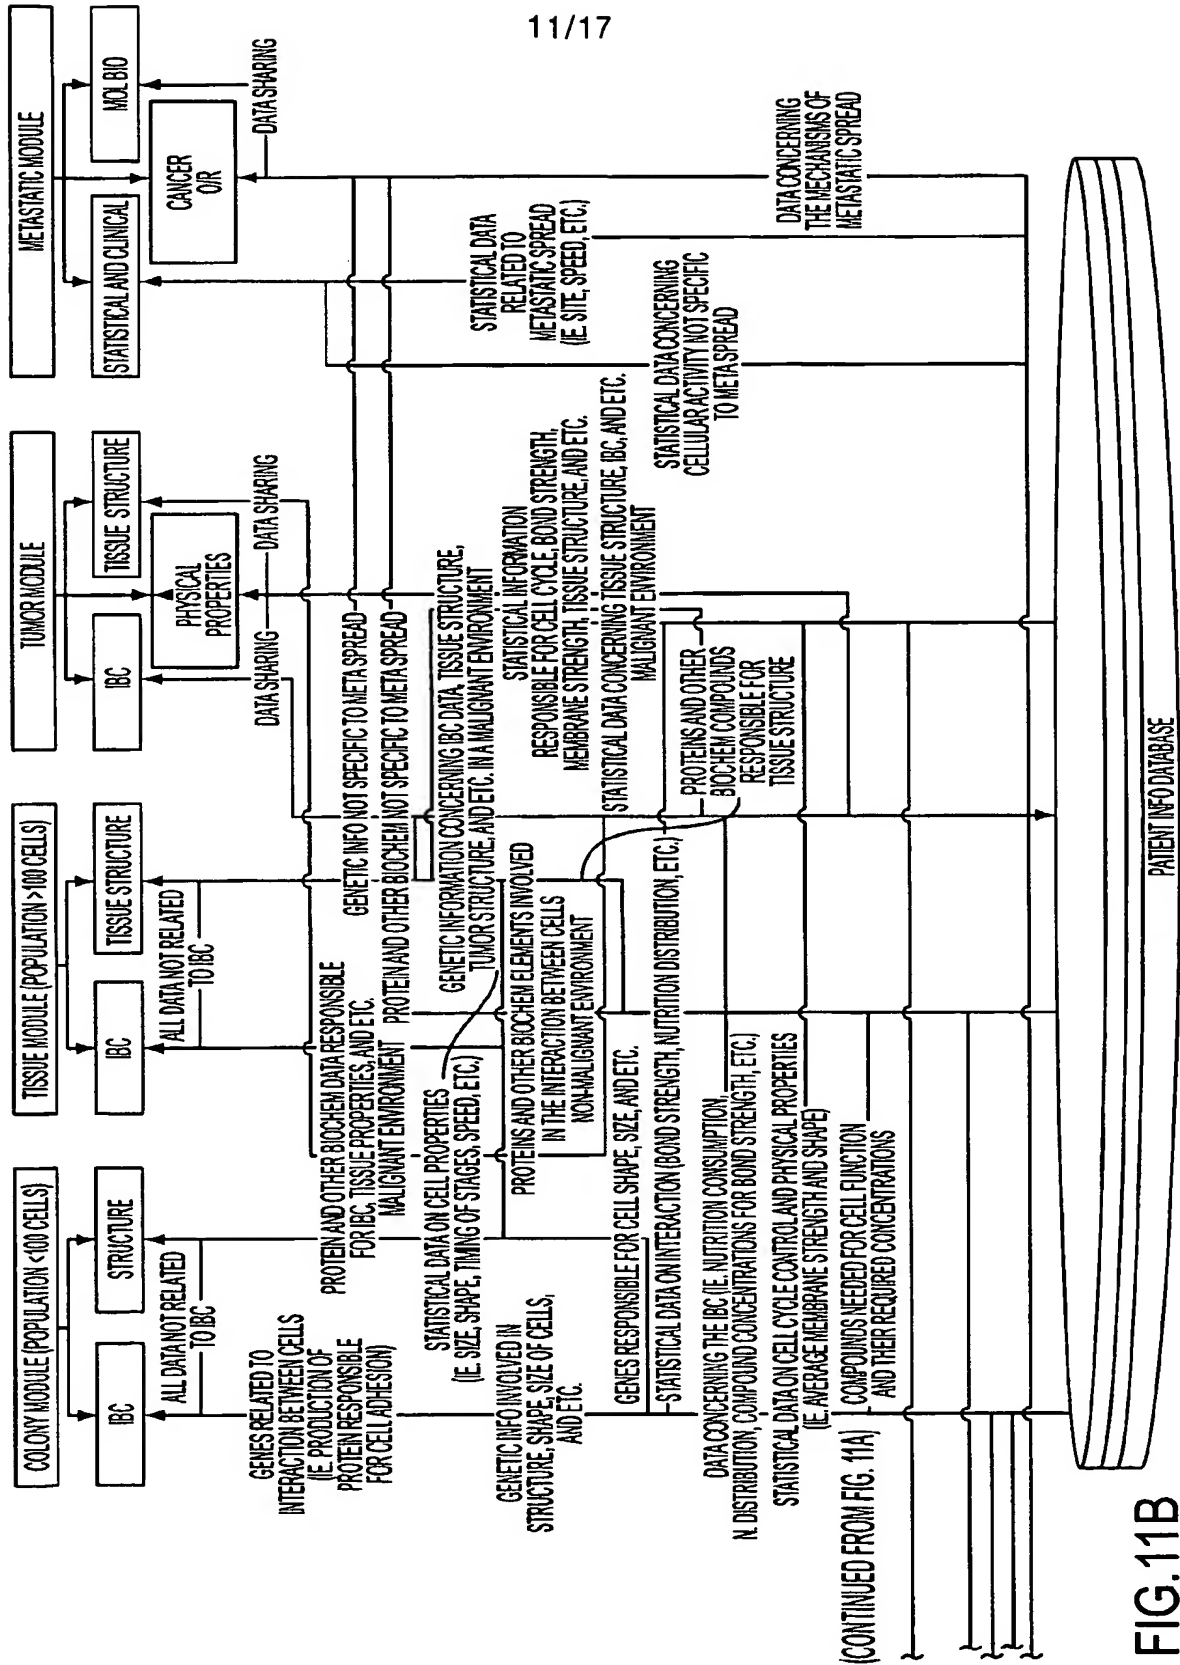 11/17
COLONY MODULE (POPULATION <100 CELLS)
IBC
STRUCTURE
ALL DATA NOT RELATED
TO IBC
TISSUE MODULE (POPULATION >100 CELLS)
IBC
TISSUE STRUCTURE
ALL DATA NOT RELATED
TO IBC
TUMOR MODULE
IBC
TISSUE STRUCTURE
PHYSICAL
PROPERTIES
DATA SHARING
DATA SHARING
METASTATIC MODULE
STATISTICAL AND CLINICAL
MOL BIO
CANCER
O/R
DATA SHARING
GENES RELATED TO
INTERACTION BETWEEN CELLS
(IE. PRODUCTION OF
PROTEIN RESPONSIBLE
FOR CELL ADHESION)
PROTEIN AND OTHER BIOCHEM DATA RESPONSIBLE
FOR IBC, TISSUE PROPERTIES, AND ETC.
MALIGNANT ENVIRONMENT
GENETIC INFO NOT SPECIFIC TO META SPREAD
PROTEIN AND OTHER BIOCHEM NOT SPECIFIC TO META SPREAD
STATISTICAL DATA ON CELL PROPERTIES
(IE. SIZE, SHAPE, TIMING OF STAGES, SPEED, ETC.)
GENETIC INFORMATION CONCERNING IBC DATA, TISSUE STRUCTURE,
TUMOR STRUCTURE, AND ETC. IN A MALIGNANT ENVIRONMENT
STATISTICAL DATA
RELATED TO
METASTATIC SPREAD
(IE. SITE, SPEED, ETC.)
GENETIC INFO INVOLVED IN
STRUCTURE, SHAPE, SIZE OF CELLS,
AND ETC.
PROTEINS AND OTHER BIOCHEM ELEMENTS INVOLVED
IN THE INTERACTION BETWEEN CELLS
NON-MALIGNANT ENVIRONMENT
STATISTICAL INFORMATION
RESPONSIBLE FOR CELL CYCLE, BOND STRENGTH,
MEMBRANE STRENGTH, TISSUE STRUCTURE, AND ETC.
STATISTICAL DATA CONCERNING TISSUE STRUCTURE, IBC, AND ETC.
MALIGNANT ENVIRONMENT
GENES RESPONSIBLE FOR CELL SHAPE, SIZE, AND ETC.
STATISTICAL DATA ON INTERACTION (BOND STRENGTH, NUTRITION DISTRIBUTION, ETC.)
STATISTICAL DATA CONCERNING
CELLULAR ACTIVITY NOT SPECIFIC
TO META SPREAD
PROTEINS AND OTHER
BIOCHEM COMPOUNDS
RESPONSIBLE FOR
TISSUE STRUCTURE
DATA CONCERNING THE IBC (IE. NUTRITION CONSUMPTION,
N. DISTRIBUTION, COMPOUND CONCENTRATIONS FOR BOND STRENGTH, ETC.)
STATISTICAL DATA ON CELL CYCLE CONTROL AND PHYSICAL PROPERTIES
(IE. AVERAGE MEMBRANE STRENGTH AND SHAPE)
DATA CONCERNING
THE MECHANISMS OF
METASTATIC SPREAD
(CONTINUED FROM FIG. 11A)
COMPOUNDS NEEDED FOR CELL FUNCTION
AND THEIR REQUIRED CONCENTRATIONS
PATIENT INFO DATABASE
FIG.11B